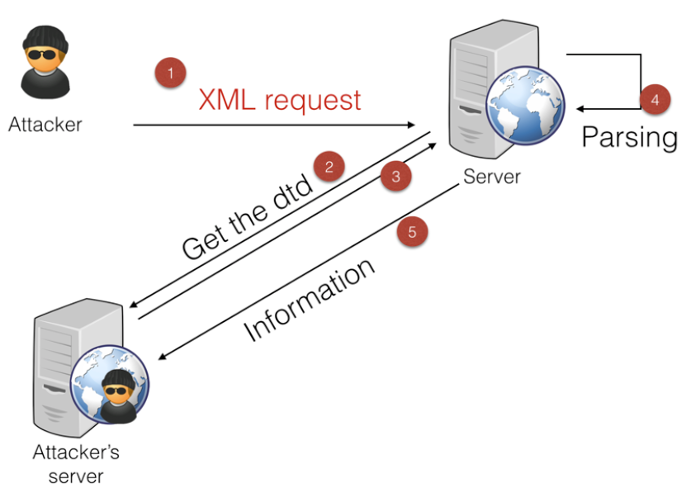 1
XML request
Attacker
4
Parsing
Server
2
Get the dtd
3
5
Information
Attacker's
server